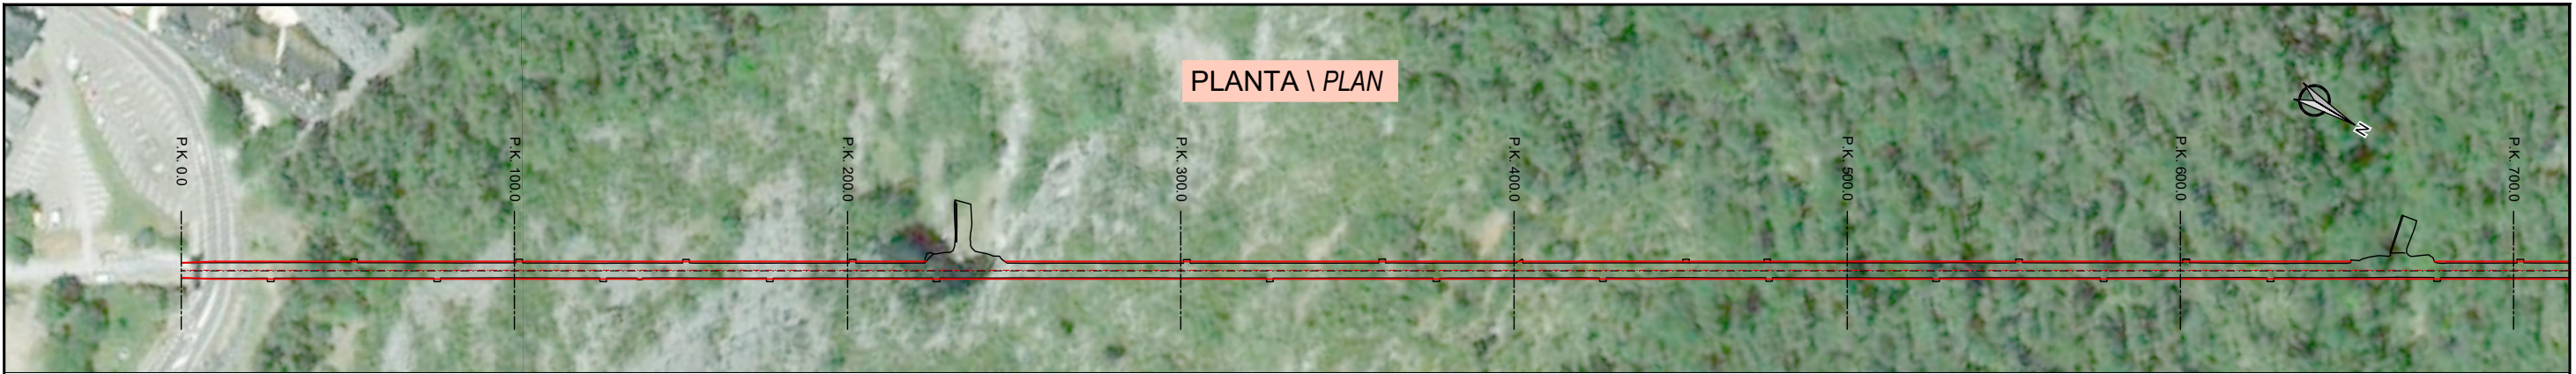 PLANTA \ PLAN
N
P.K. 0.0
P.K. 100.0
P.K. 200.0
P.K. 300.0
P.K. 400.0
P.K. 500.0
P.K. 600.0
P.K. 700.0